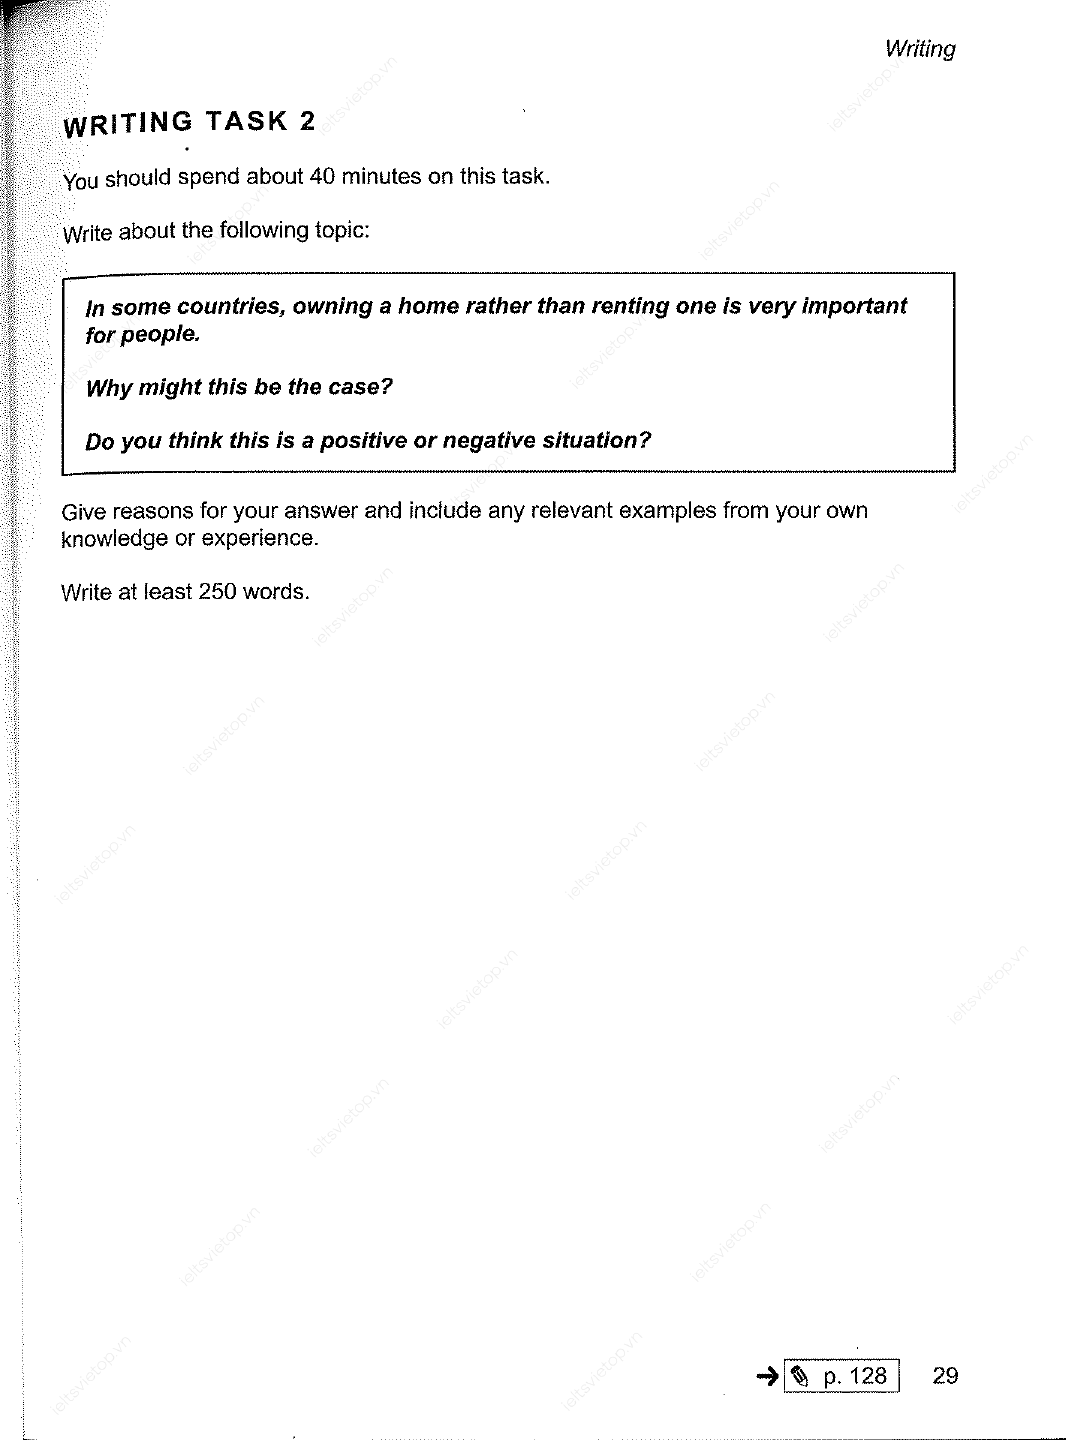 Writing
WRITING TASK 2
You should spend about 40 minutes on this task.
Write about the following topic:
In some countries, owning a home rather than renting one is very important
for people.
Why might this be the case?
Do you think this is a positive or negative situation?
Give reasons for your answer and include any relevant examples from your own
knowledge or experience.
Write at least 250 words.
p. 128
29
ieltsvietop.vn